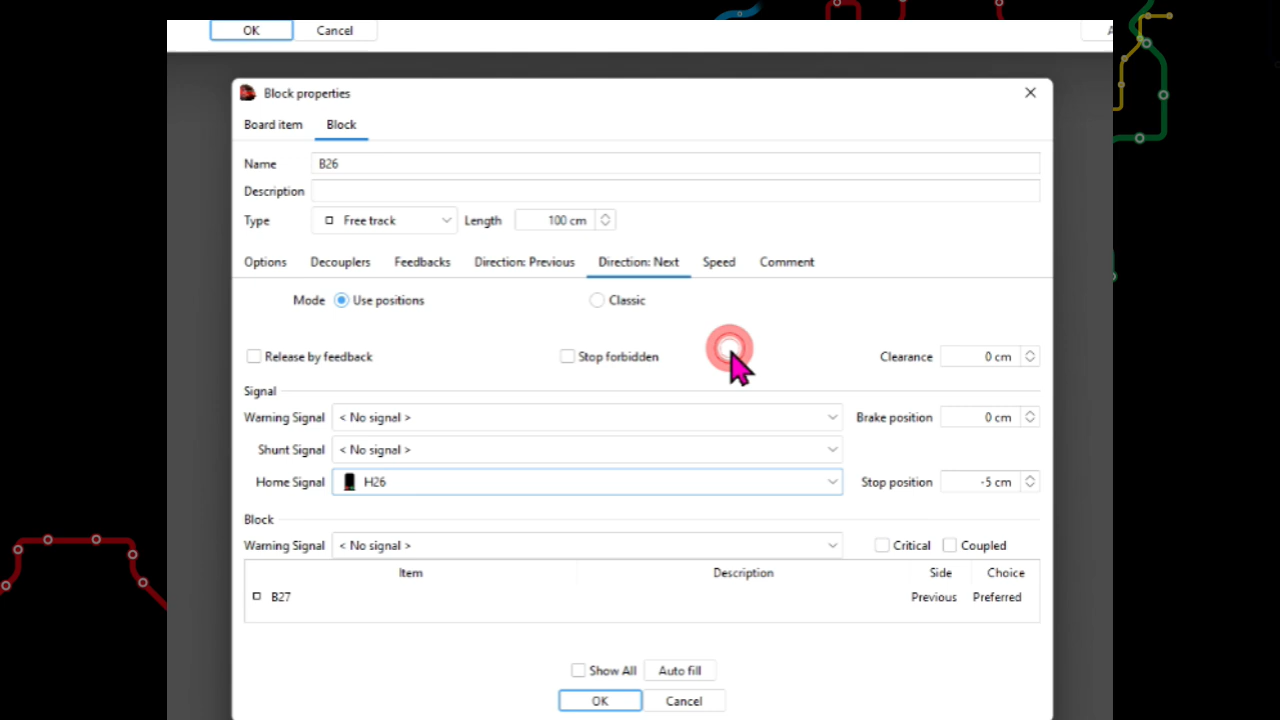 OK Cancel
Block properties
Board item Block
Name B26
Description
Type Free track Length 100 cm
Options Decouplers Feedbacks Direction: Previous Direction: Next Speed Comment
Mode Use positions Classic
Release by feedback Stop forbidden Clearance 0 cm
Signal
Warning Signal < No signal > Brake position 0 cm
Shunt Signal < No signal >
Home Signal H26 Stop position -5 cm
Block
Warning Signal < No signal > Critical Coupled
Item Description Side Choice
B27 Previous Preferred
Show All Auto fill
OK Cancel